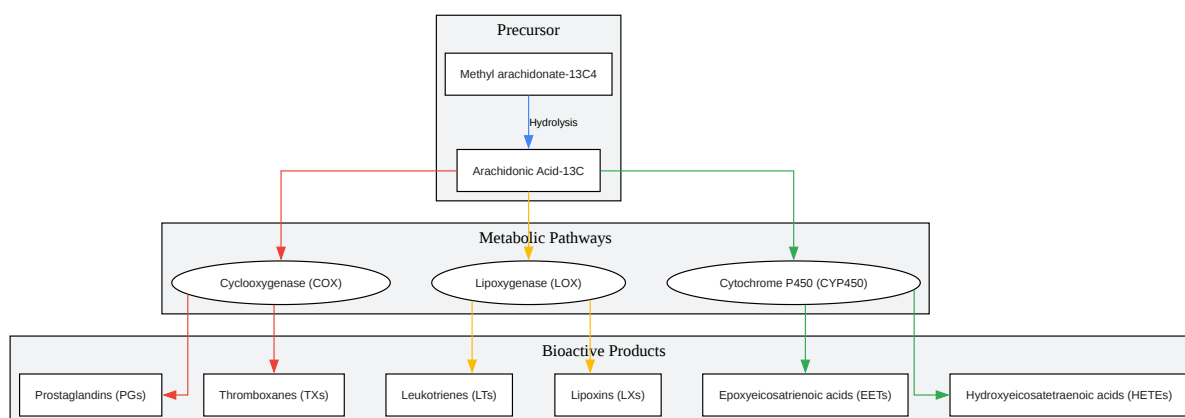 Precursor
Methyl arachidonate-13C4
Hydrolysis
Arachidonic Acid-13C
Metabolic Pathways
Cyclooxygenase (COX)
Lipoxygenase (LOX)
Cytochrome P450 (CYP450)
Bioactive Products
Prostaglandins (PGs)
Thromboxanes (TXs)
Leukotrienes (LTs)
Lipoxins (LXs)
Epoxyeicosatrienoic acids (EETs)
Hydroxyeicosatetraenoic acids (HETEs)